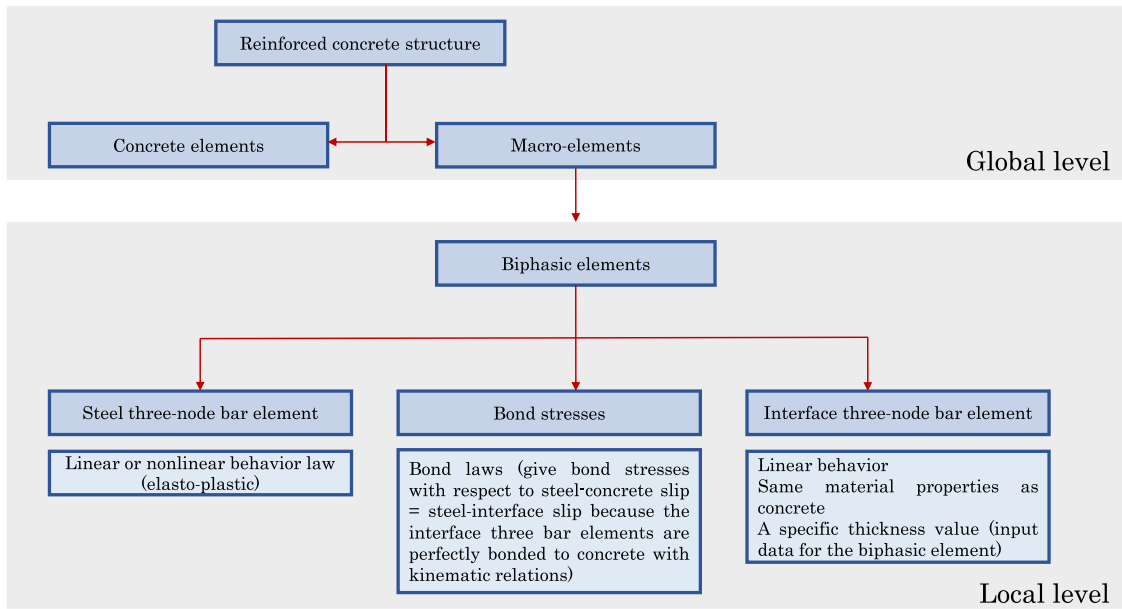 Reinforced concrete structure
Concrete elements
Macro-elements
Global level
Biphasic elements
Steel three-node bar element
Bond stresses
Interface three-node bar element
Linear or nonlinear behavior law
(elasto-plastic)
Bond laws (give bond stresses
with respect to steel-concrete slip
= steel-interface slip because the
interface three bar elements are
perfectly bonded to concrete with
kinematic relations)
Linear behavior
Same material properties as
concrete
A specific thickness value (input
data for the biphasic element)
Local level